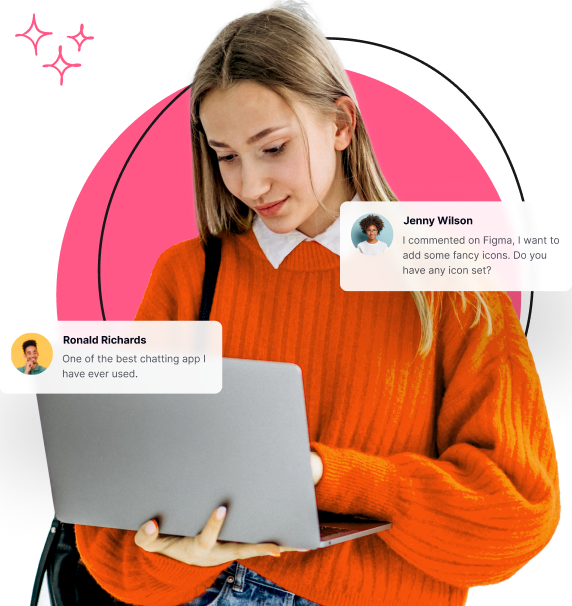 Jenny Wilson
I commented on Figma, I want to
add some fancy icons. Do you
have any icon set?
Ronald Richards
One of the best chatting app I
have ever used.